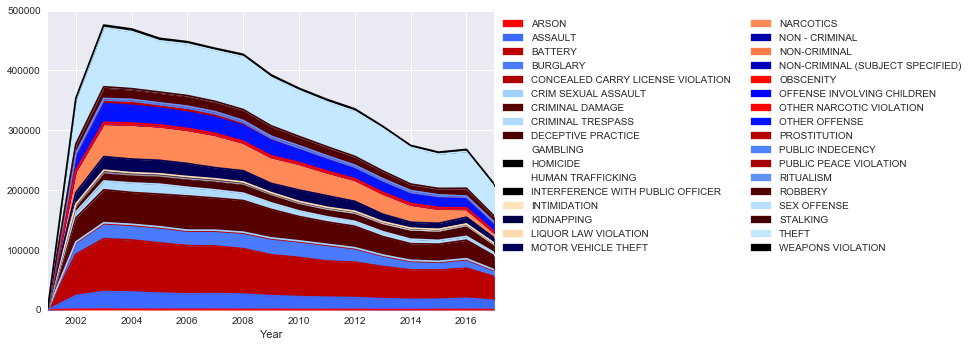 500000
400000
300000
200000
100000
0
2002 2004 2006 2008 2010 2012 2014 2016
Year
ARSON
ASSAULT
BATTERY
BURGLARY
CONCEALED CARRY LICENSE VIOLATION
CRIM SEXUAL ASSAULT
CRIMINAL DAMAGE
CRIMINAL TRESPASS
DECEPTIVE PRACTICE
GAMBLING
HOMICIDE
HUMAN TRAFFICKING
INTERFERENCE WITH PUBLIC OFFICER
INTIMIDATION
KIDNAPPING
LIQUOR LAW VIOLATION
MOTOR VEHICLE THEFT
NARCOTICS
NON - CRIMINAL
NON-CRIMINAL
NON-CRIMINAL (SUBJECT SPECIFIED)
OBSCENITY
OFFENSE INVOLVING CHILDREN
OTHER NARCOTIC VIOLATION
OTHER OFFENSE
PROSTITUTION
PUBLIC INDECENCY
PUBLIC PEACE VIOLATION
RITUALISM
ROBBERY
SEX OFFENSE
STALKING
THEFT
WEAPONS VIOLATION